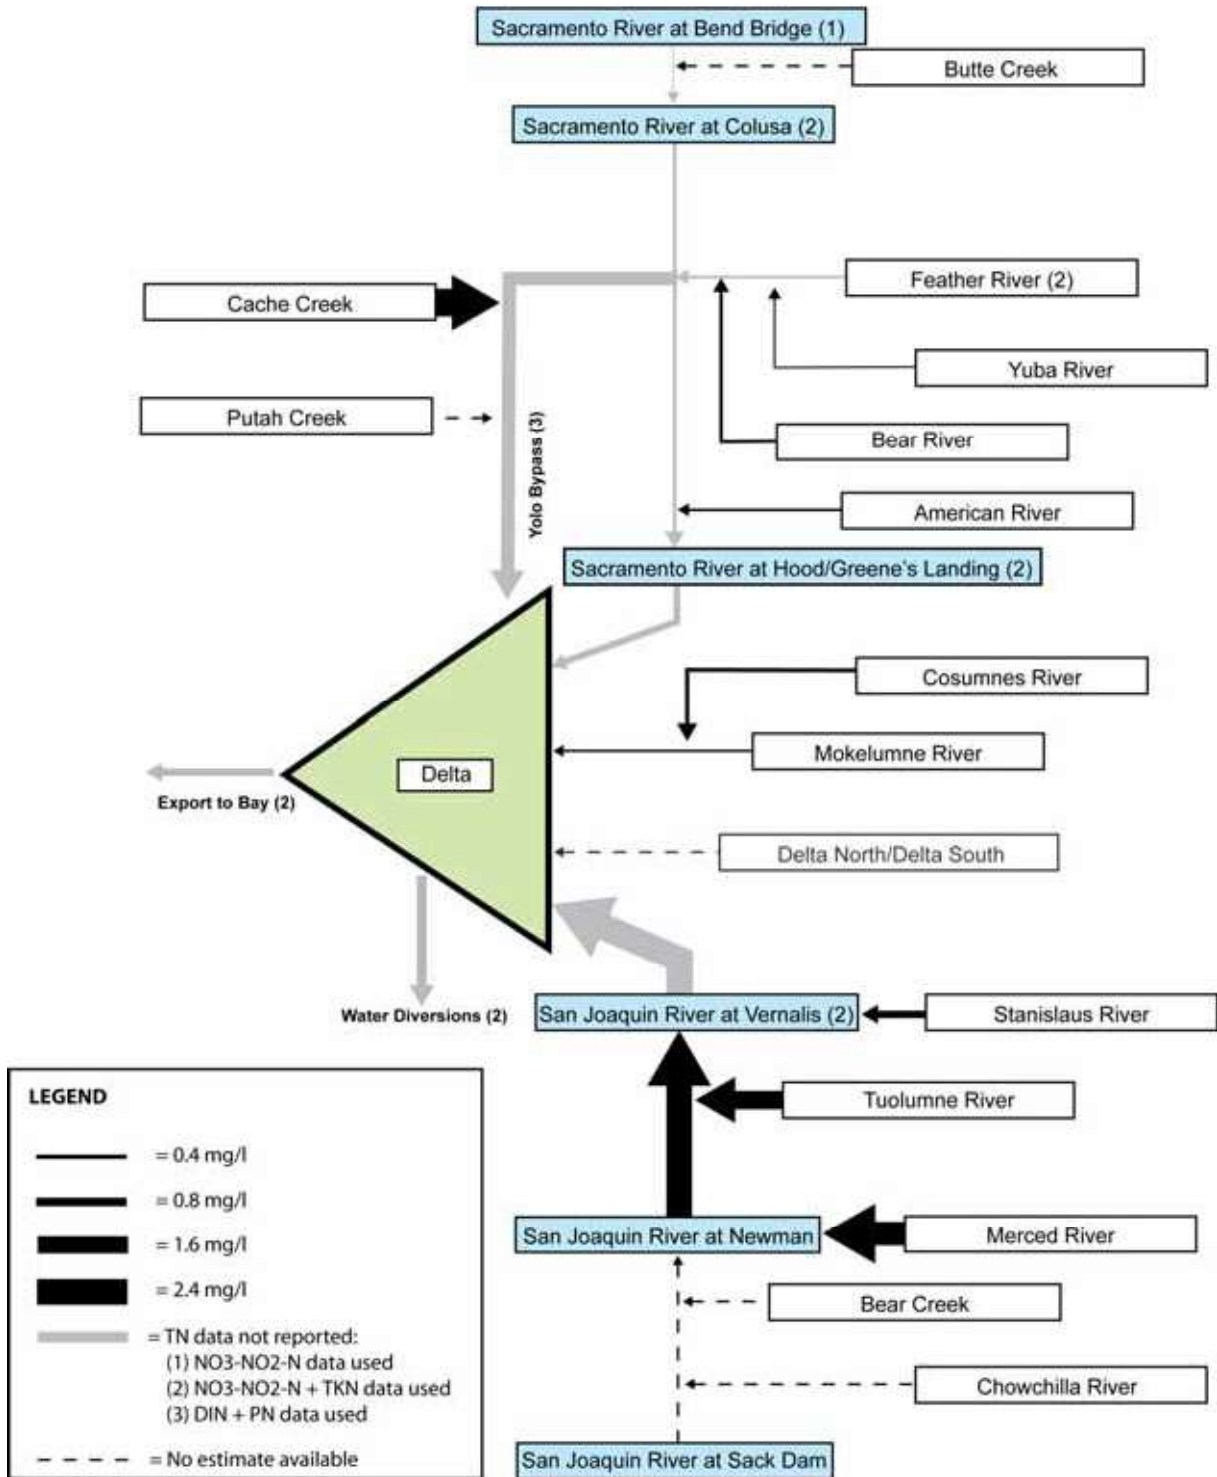 Sacramento River at Bend Bridge (1)
Butte Creek
Sacramento River at Colusa (2)
Feather River (2)
Cache Creek
Yuba River
Putah Creek
Yolo Bypass (3)
Bear River
American River
Sacramento River at Hood/Greene's Landing (2)
Cosumnes River
Mokelumne River
Delta
Export to Bay (2)
Delta North/Delta South
Water Diversions (2)
San Joaquin River at Vernalis (2)
Stanislaus River
Tuolumne River
San Joaquin River at Newman
Merced River
Bear Creek
Chowchilla River
San Joaquin River at Sack Dam
LEGEND
= 0.4 mg/l
= 0.8 mg/l
= 1.6 mg/l
= 2.4 mg/l
= TN data not reported:
(1) NO3-NO2-N data used
(2) NO3-NO2-N + TKN data used
(3) DIN + PN data used
= No estimate available